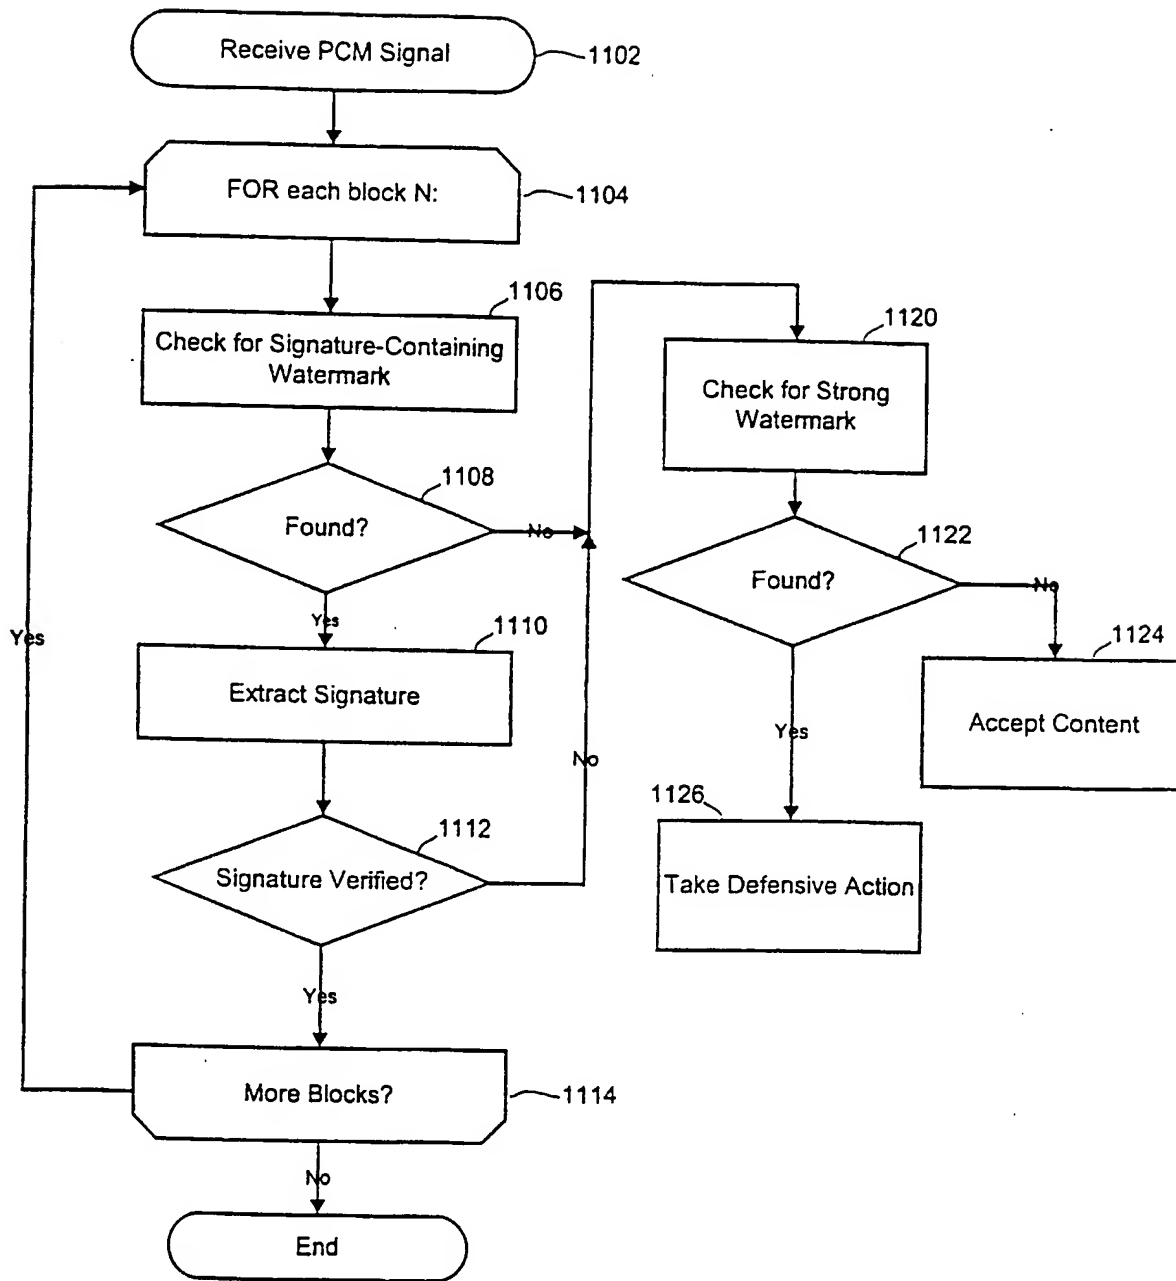 Receive PCM Signal
1102
FOR each block N:
1104
1106
Check for Signature-Containing
Watermark
1108
Found?
No
Yes
1110
Extract Signature
1112
Signature Verified?
No
Yes
More Blocks?
1114
Yes
No
End
1120
Check for Strong
Watermark
1122
Found?
No
Yes
1124
Accept Content
1126
Take Defensive Action